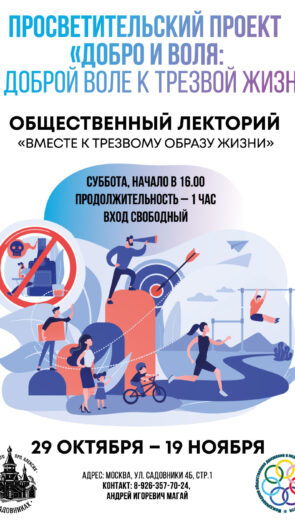 ПРОСВЕТИТЕЛЬСКИЙ ПРОЕКТ
«ДОБРО И ВОЛЯ:
ДОБРОЙ ВОЛЕ К ТРЕЗВОЙ ЖИЗН
ОБЩЕСТВЕННЫЙ ЛЕКТОРИЙ
«ВМЕСТЕ К ТРЕЗВОМУ ОБРАЗУ ЖИЗНИ»
СУББОТА, НАЧАЛО В 16.00
ПРОДОЛЖИТЕЛЬНОСТЬ – 1 ЧАС
ВХОД СВОБОДНЫЙ
29 ОКТЯБРЯ – 19 НОЯБРЯ
АДРЕС: МОСКВА, УЛ. САДОВНИКИ 4Б, СТР.1
КОНТАКТ: 8-926-357-70-24,
АНДРЕЙ ИГОРЕВИЧ МАГАЙ
САДОВНИКАХ